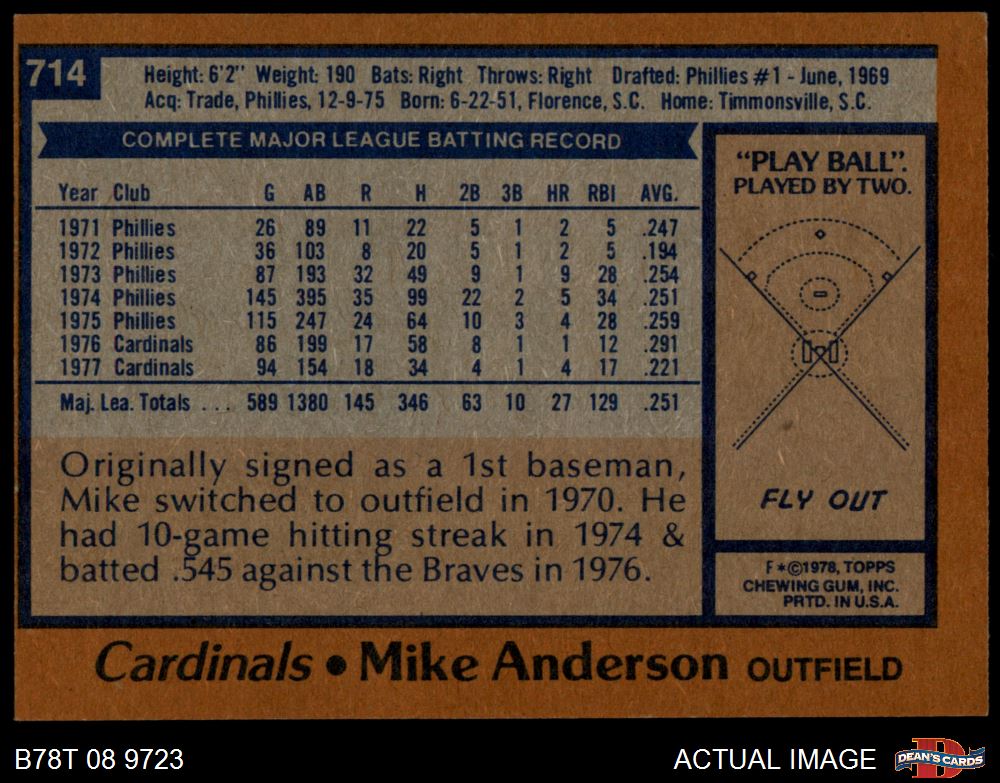 714
Height: 6'2" Weight: 190 Bats: Right Throws: Right Drafted: Phillies #1 - June, 1969
Acq: Trade, Phillies, 12-9-75 Born: 6-22-51, Florence, S.C. Home: Timmonsville, S.C.
COMPLETE MAJOR LEAGUE BATTING RECORD
Year Club G AB R H 2B 3B HR RBI AVG.
1971 Phillies 26 89 11 22 5 1 2 5 .247
1972 Phillies 36 103 8 20 5 1 2 5 .194
1973 Phillies 87 193 32 49 9 1 9 28 .254
1974 Phillies 145 395 35 99 22 2 5 34 .251
1975 Phillies 115 247 24 64 10 3 4 28 .259
1976 Cardinals 86 199 17 58 8 1 1 12 .291
1977 Cardinals 94 154 18 34 4 1 4 17 .221
Maj. Lea. Totals . . . 589 1380 145 346 63 10 27 129 .251
Originally signed as a 1st baseman,
Mike switched to outfield in 1970. He
had 10-game hitting streak in 1974 &
batted .545 against the Braves in 1976.
"PLAY BALL".
PLAYED BY TWO.
FLY OUT
F*©1978, TOPPS
CHEWING GUM, INC.
PRTD. IN U.S.A.
Cardinals • Mike Anderson OUTFIELD
B78T 08 9723
ACTUAL IMAGE
D
DEAN'S CARDS